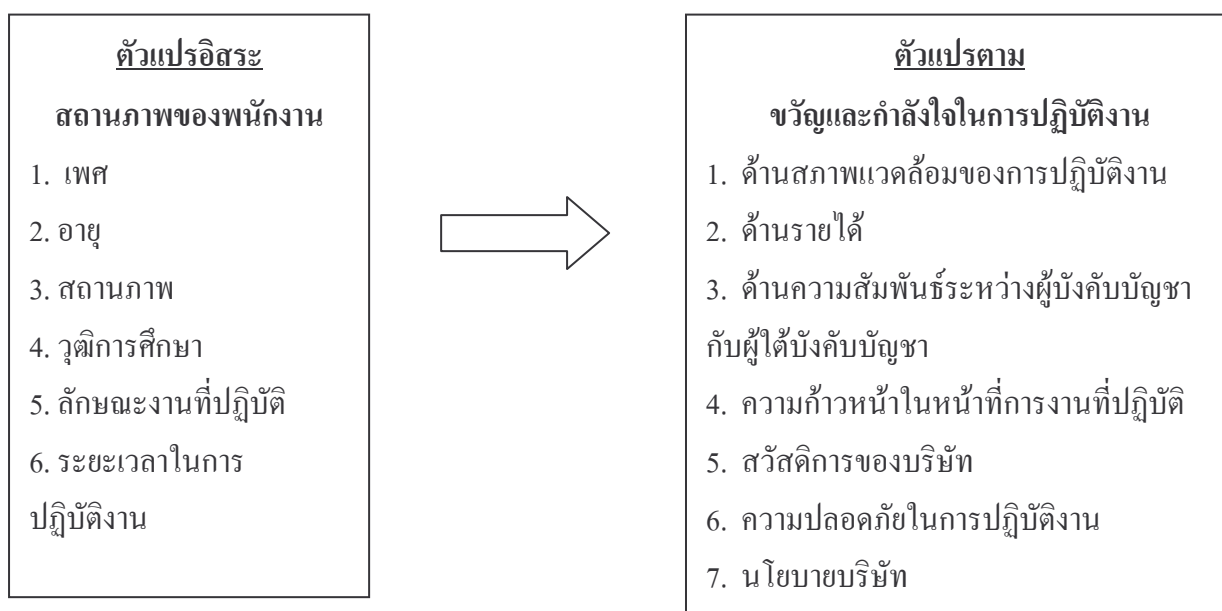 ตัวแปรอิสระ
สถานภาพของพนักงาน
1. เพศ
2. อายุ
3. สถานภาพ
4. วุฒิการศึกษา
5. ลักษณะงานที่ปฏิบัติ
6. ระยะเวลาในการ
ปฏิบัติงาน
ตัวแปรตาม
ขวัญและกำลังใจในการปฏิบัติงาน
1. ด้านสภาพแวดล้อมของการปฏิบัติงาน
2. ด้านรายได้
3. ด้านความสัมพันธ์ระหว่างผู้บังคับบัญชา
กับผู้ใต้บังคับบัญชา
4. ความก้าวหน้าในหน้าที่การงานที่ปฏิบัติ
5. สวัสดิการของบริษัท
6. ความปลอดภัยในการปฏิบัติงาน
7. นโยบายบริษัท